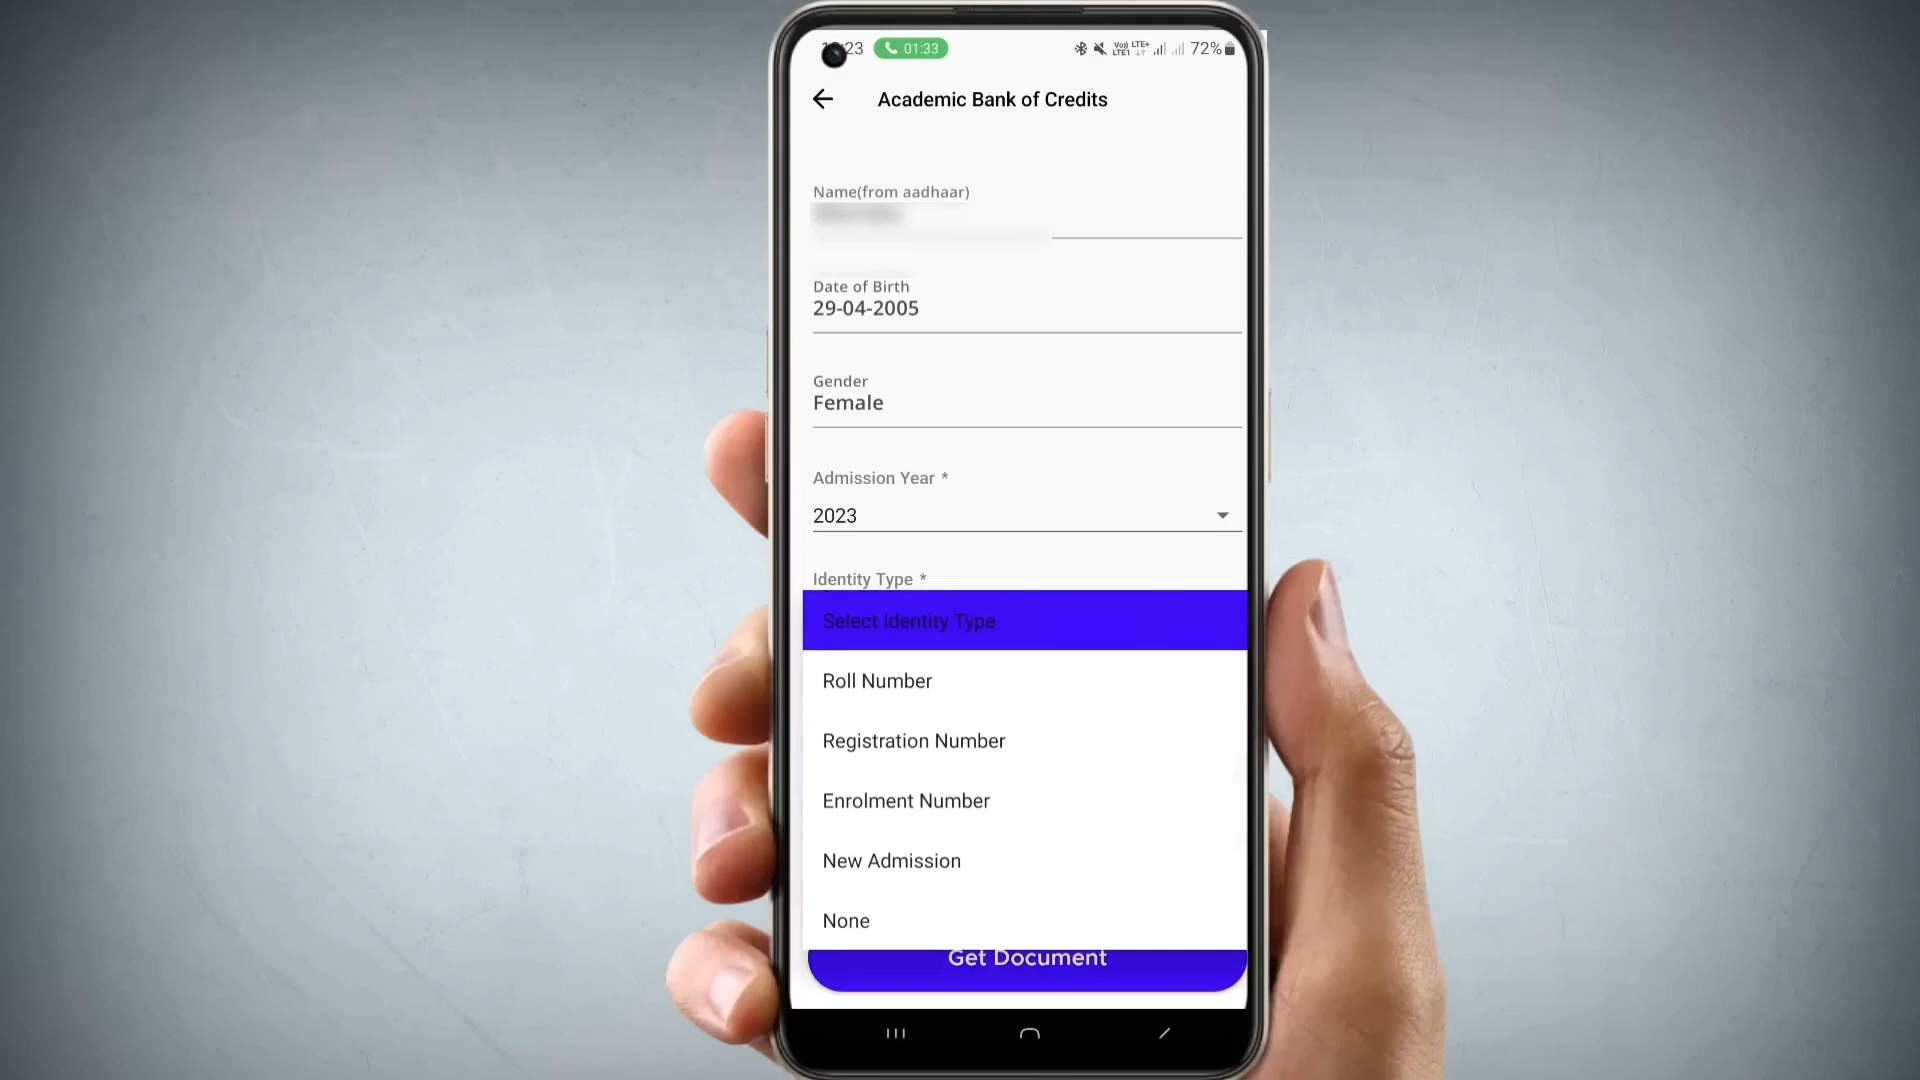 01:33
72%
Academic Bank of Credits
Name(from aadhaar)
Date of Birth
29-04-2005
Gender
Female
Admission Year *
2023
Identity Type *
Select Identity Type
Roll Number
Registration Number
Enrolment Number
New Admission
None
Get Document